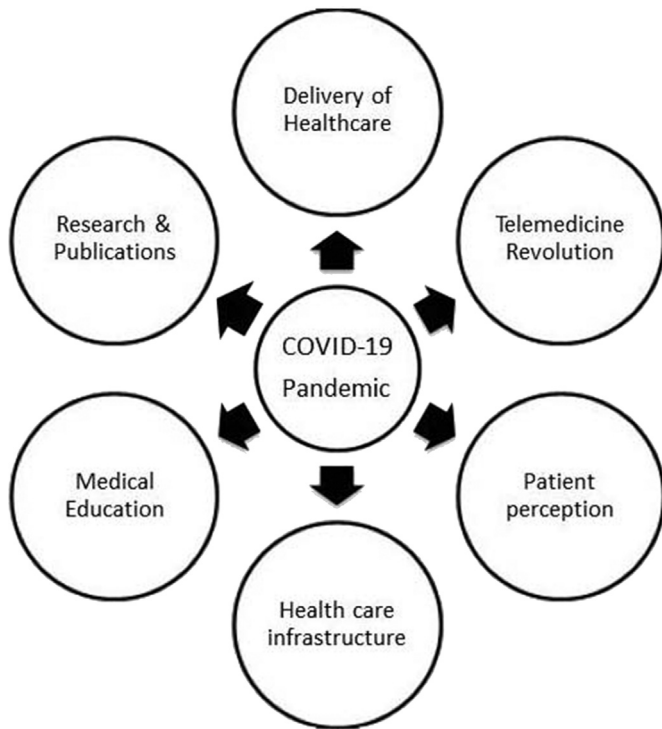 Delivery of
Healthcare
Research &
Publications
Telemedicine
Revolution
COVID-19
Pandemic
Medical
Education
Patient
perception
Health care
infrastructure